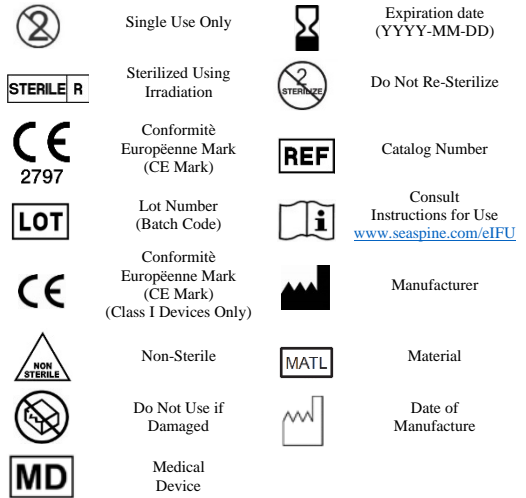 2
Single Use Only
Expiration date
(YYYY-MM-DD)
STERILE R
Sterilized Using
Irradiation
2
STERILIZE
Do Not Re-Sterilize
CE
2797
Conformitè
Europëenne Mark
(CE Mark)
REF
Catalog Number
LOT
Lot Number
(Batch Code)
i
Consult
Instructions for Use
www.seaspine.com/eIFU
CE
Conformitè
Europëenne Mark
(CE Mark)
(Class I Devices Only)
Manufacturer
NON
STERILE
Non-Sterile
MATL
Material
Do Not Use if
Damaged
Date of
Manufacture
MD
Medical
Device